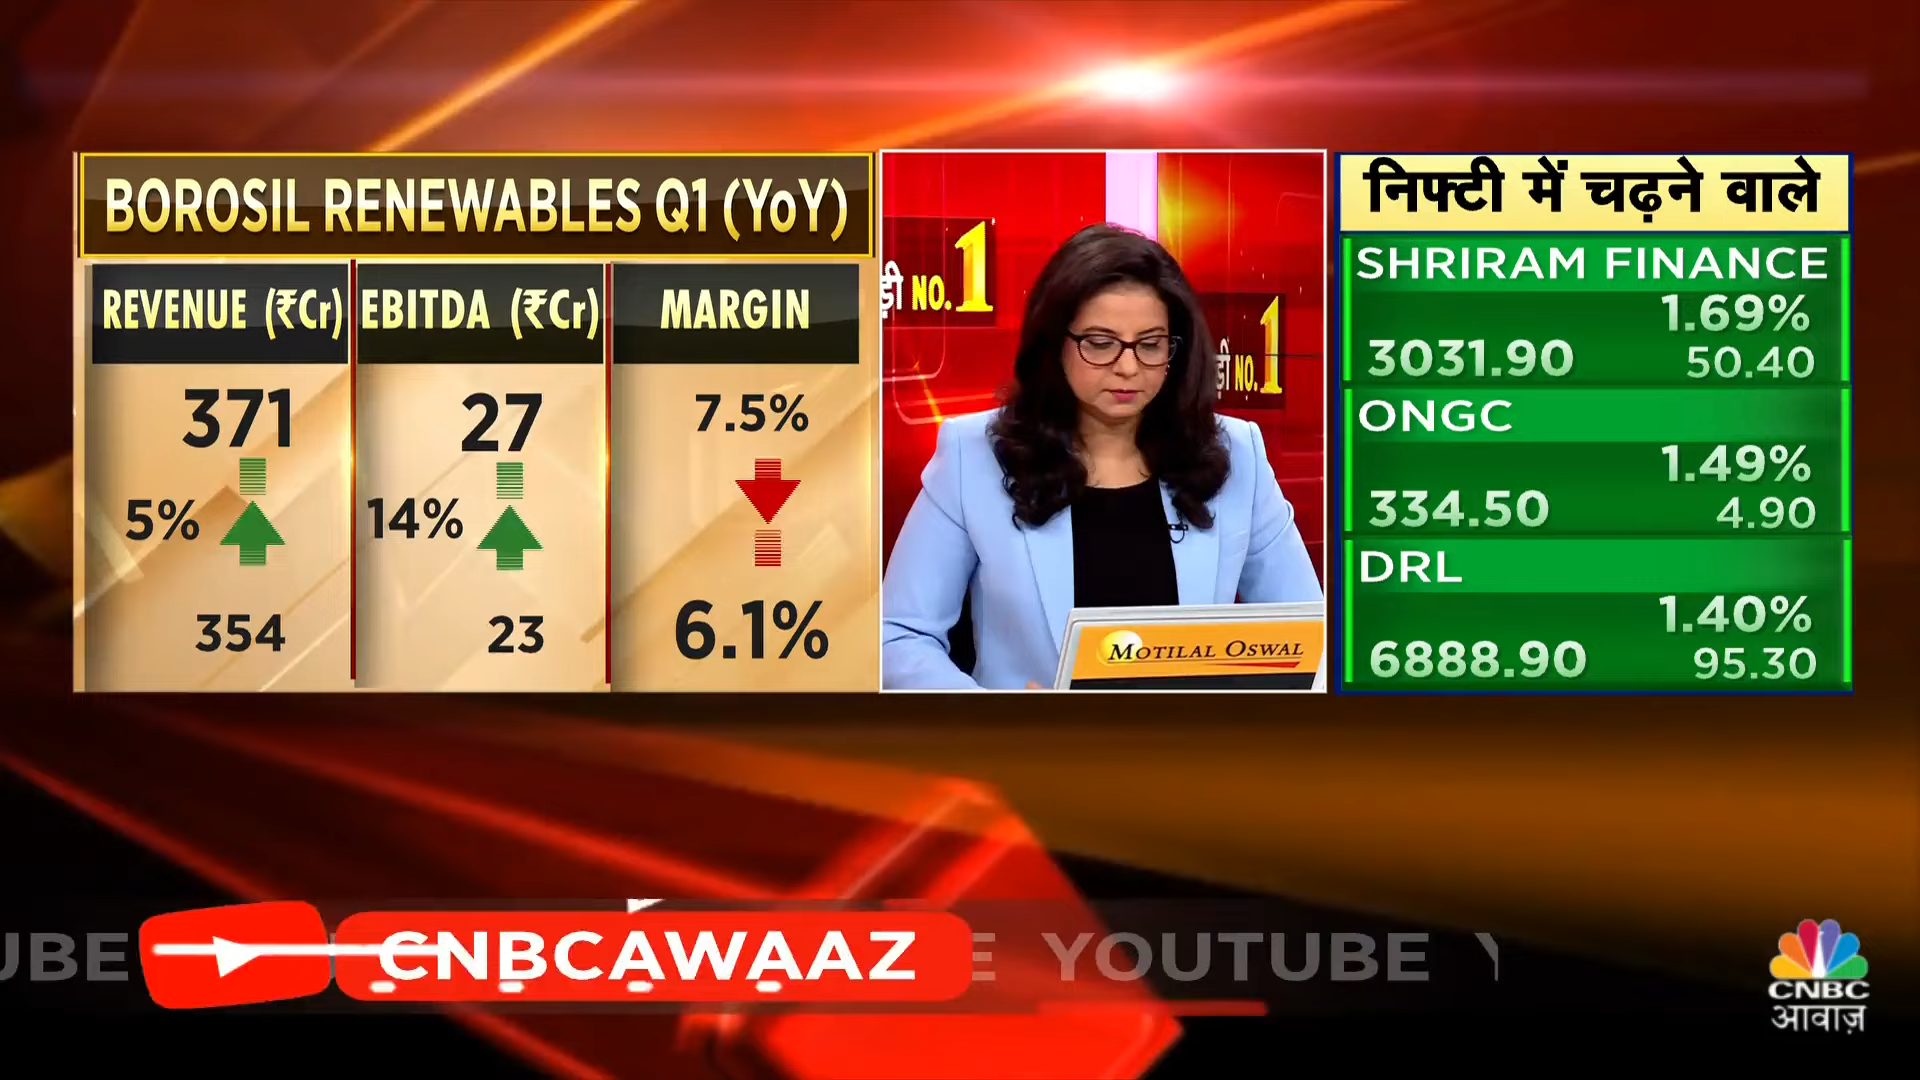 BOROSIL RENEWABLES Q1 (YoY)
REVENUE (₹Cr) EBITDA (₹Cr) MARGIN
371 27 7.5%
5% 14%
354 23 6.1%
ड़ी NO.1
ड़ी NO.1
MOTILAL OSWAL
निफ्टी में चढ़ने वाले
SHRIRAM FINANCE
1.69%
3031.90 50.40
ONGC
1.49%
334.50 4.90
DRL
1.40%
6888.90 95.30
UBE CNBCAWAAZ E YOUTUBE Y
CNBC
आवाज़